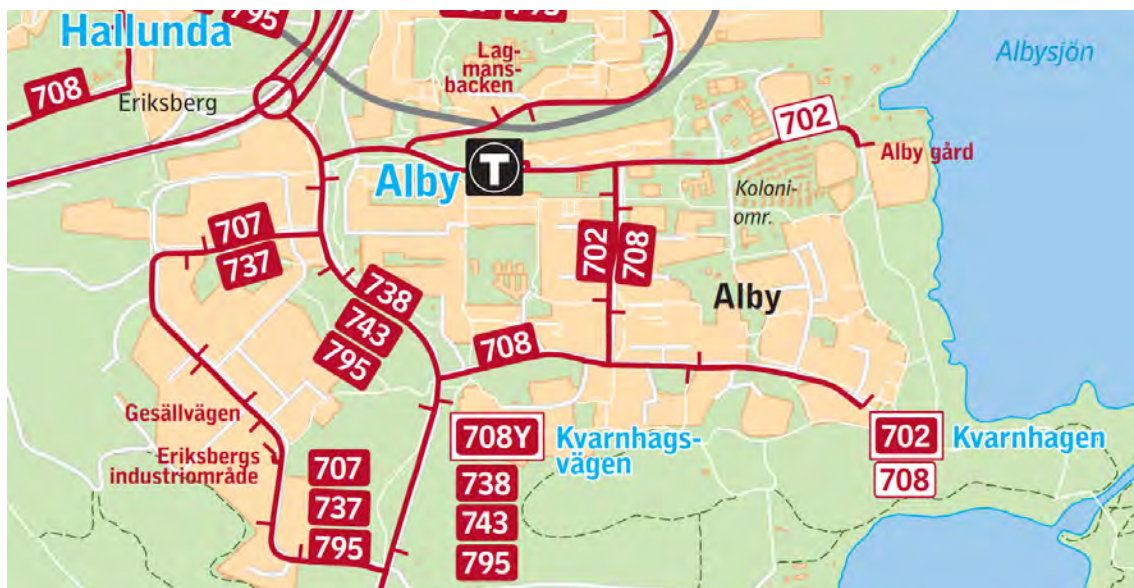 795
Hallunda
708
Eriksberg
Lag-
mans-
backen
Albysjön
702
Alby gård
T
Alby
Koloni-
omr.
707
737
702
708
738
743
795
Alby
708
Gesällvägen
Eriksbergs
industriområde
707
737
795
708Y
Kvarnhags-
vägen
738
743
795
702
Kvarnhagen
708